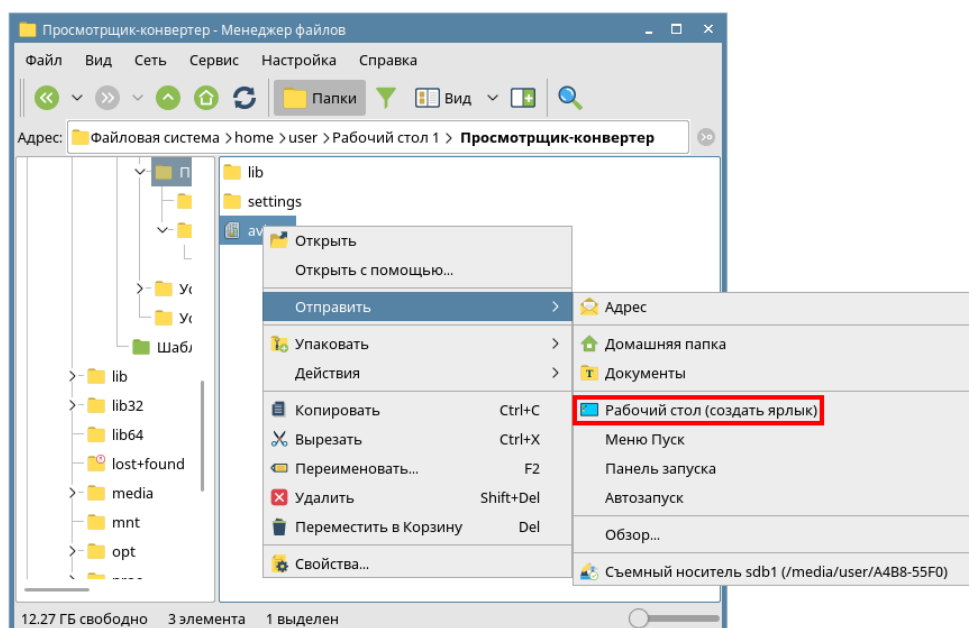 Просмотрщик-конвертер - Менеджер файлов
Файл Вид Сеть Сервис Настройка Справка
Папки Вид
Адрес: Файловая система > home > user > Рабочий стол 1 > Просмотрщик-конвертер
lib
settings
Шаб
lib
lib32
lib64
lost+found
media
mnt
opt
Открыть
Открыть с помощью...
Отправить
Упаковать
Действия
Копировать Ctrl+C
Вырезать Ctrl+X
Переименовать... F2
Удалить Shift+Del
Переместить в Корзину Del
Свойства...
Адрес
Домашняя папка
Документы
Рабочий стол (создать ярлык)
Меню Пуск
Панель запуска
Автозапуск
Обзор...
Съемный носитель sdb1 (/media/user/A4B8-55F0)
12.27 ГБ свободно 3 элемента 1 выделен